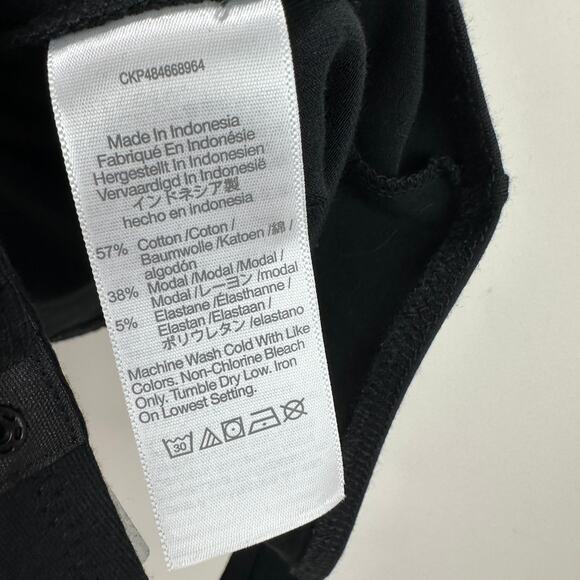 CKP484668964
Made In Indonesia
Fabriqué En Indonésie
Hergestellt In Indonesien
Vervaardigd In Indonesië
インドネシア製
hecho en indonesia
57% Cotton /Coton /
Baumwolle /Katoen /綿 /
algodón
38% Modal /Modal /Modal /
Modal /レーヨン /modal
5% Elastane /Élasthanne /
Elastan /Elastaan /
ポリウレタン /elastano
Machine Wash Cold With Like
Colors. Non-Chlorine Bleach
Only. Tumble Dry Low. Iron
On Lowest Setting.
30